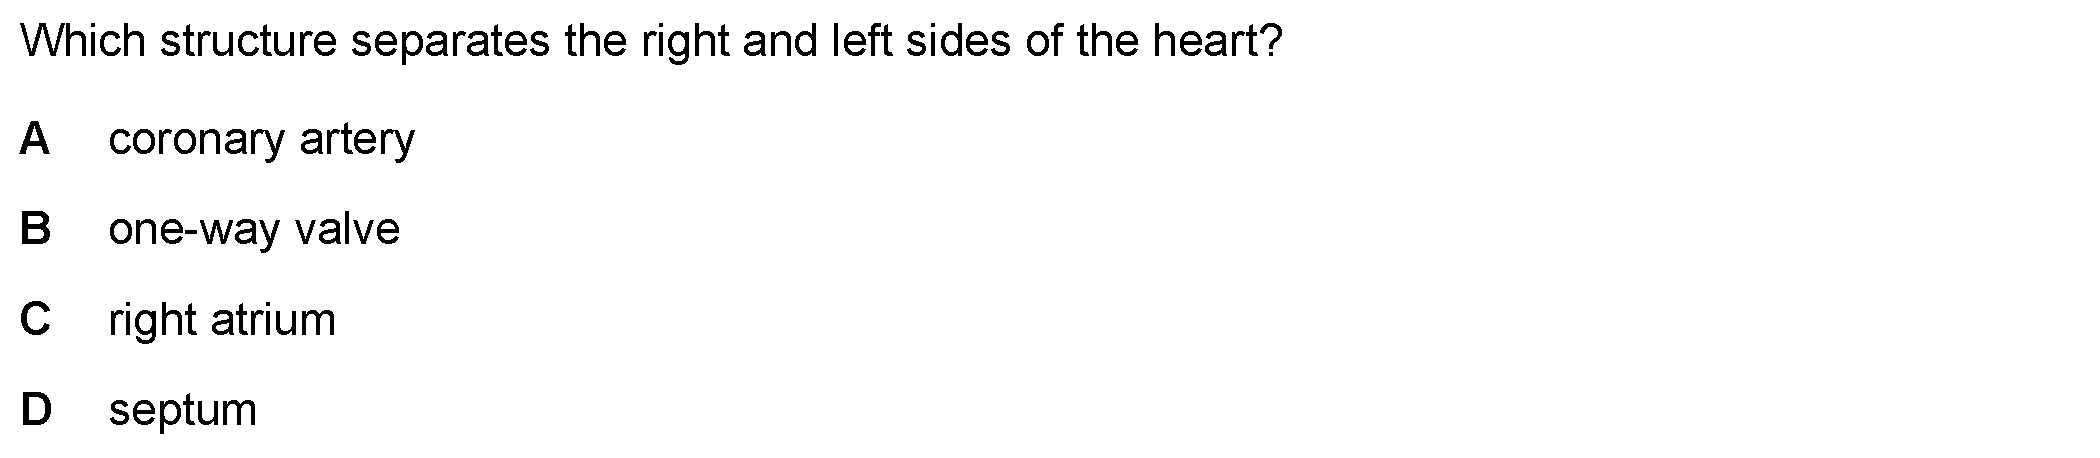 Which structure separates the right and left sides of the heart?
A coronary artery
B one-way valve
C right atrium
D septum